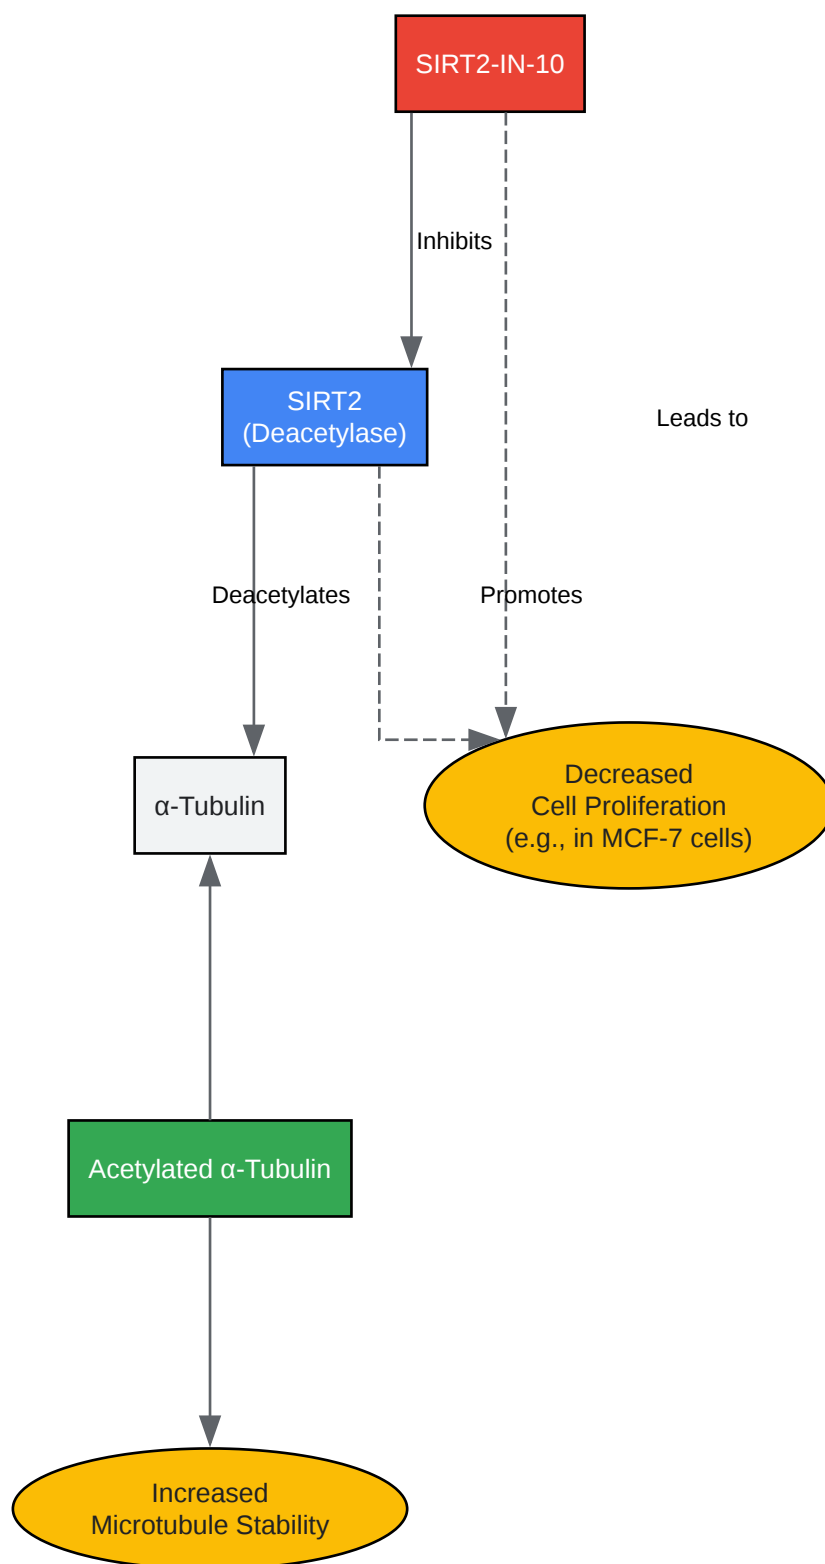 SIRT2-IN-10
Inhibits
SIRT2
(Deacetylase)
Leads to
Deacetylates
Promotes
α-Tubulin
Decreased
Cell Proliferation
(e.g., in MCF-7 cells)
Acetylated α-Tubulin
Increased
Microtubule Stability